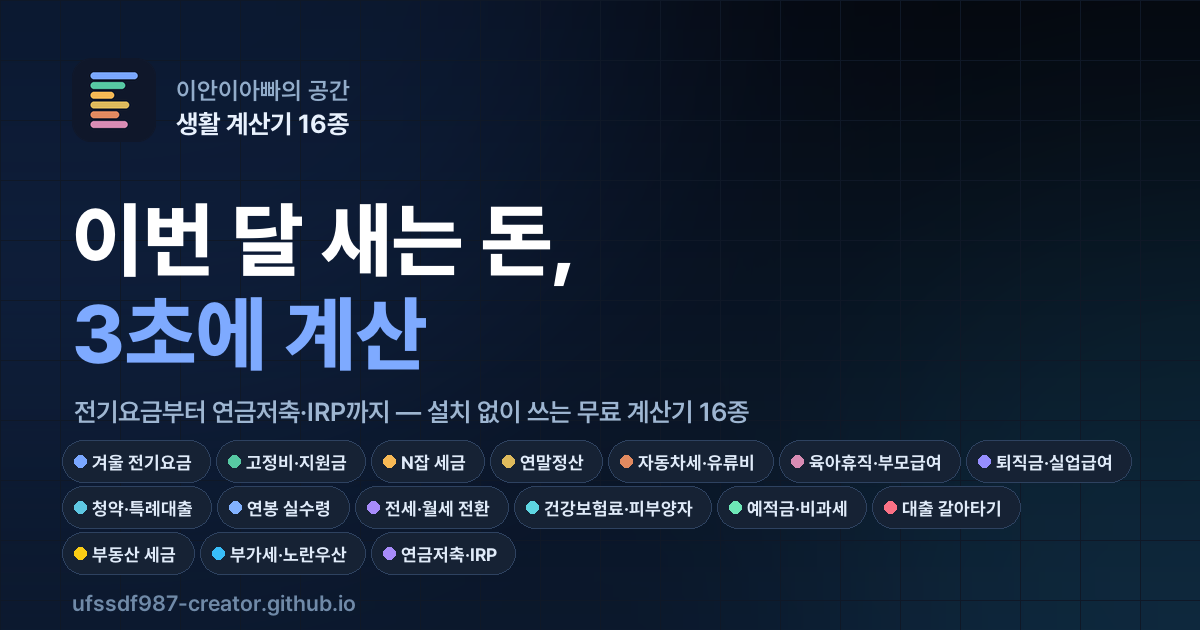 이안이아빠의 공간
생활 계산기 16종
이번 달 새는 돈,
3초에 계산
전기요금부터 연금저축·IRP까지 — 설치 없이 쓰는 무료 계산기 16종
겨울 전기요금 고정비·지원금 N잡 세금 연말정산 자동차세·유류비 육아휴직·부모급여 퇴직금·실업급여
청약·특례대출 연봉 실수령 전세·월세 전환 건강보험료·피부양자 예적금·비과세 대출 갈아타기
부동산 세금 부가세·노란우산 연금저축·IRP
ufssdf987-creator.github.io